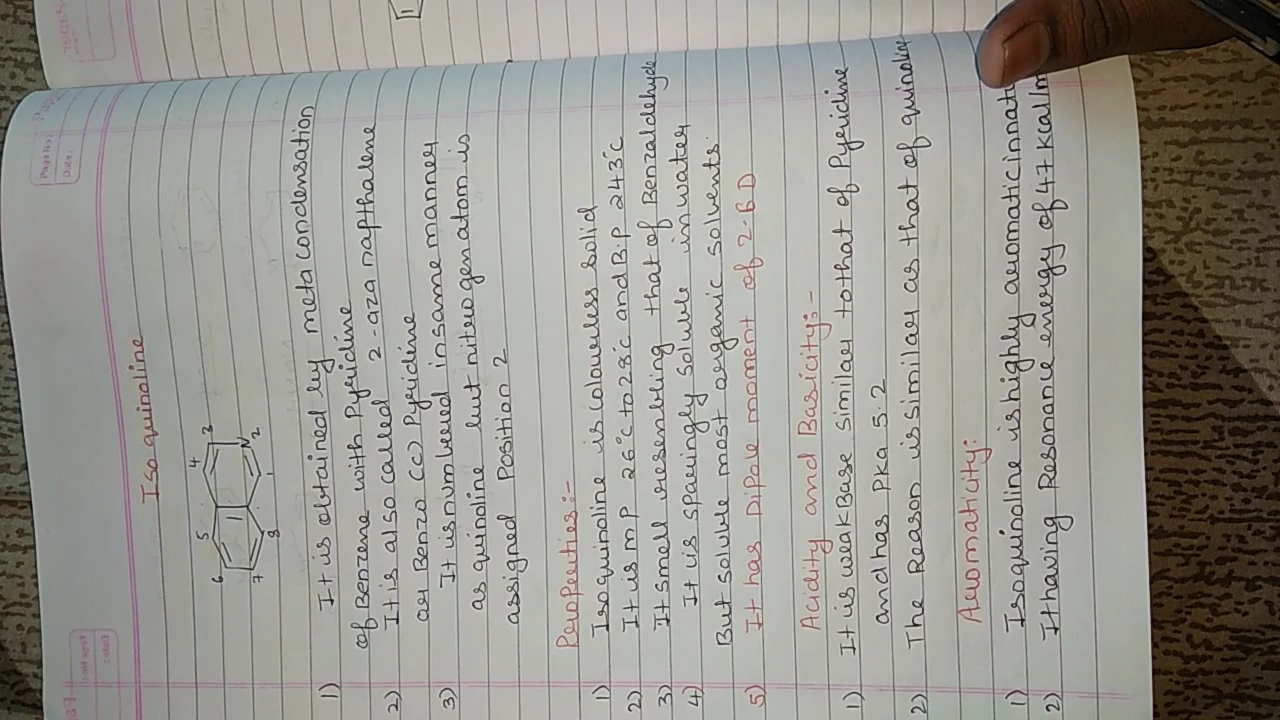 Page No:
Date:
Iso quinoline
5
4
6
3
7
N 2
8
1
1) It is obtained by meta condensation
of Benzene with Pyridine
2) It is also called 2-aza napthalene
or Benzo (c) Pyridine
3) It is numbered in same manner
as quinoline but nitrogen atom is
assigned Position 2
Properties:-
1) Isoquinoline is colourless solid
2) It is m P 26°C to 28°C and B.P 243°C
3) It smell resembling that of Benzaldehyde
4) It is sparingly soluble in water
But soluble most organic solvents.
5) It has Dipole moment of 2.6D
Acidity and Basicity:-
1) It is weak Base similar to that of Pyridine
and has PKa 5.2
2) The Reason is similar as that of quinoline
Aromaticity:
1) Isoquinoline is highly aromatic in
2) It having Resonance energy of 47 Kcal/m